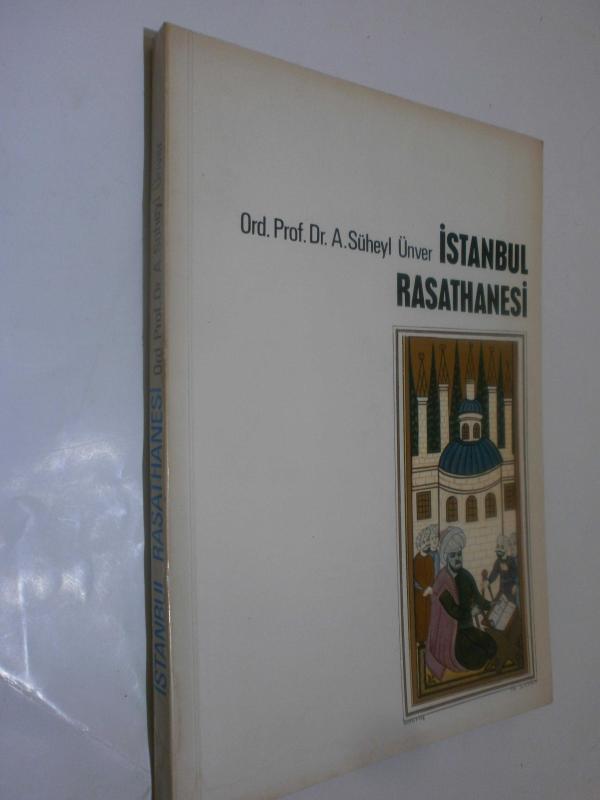 Ord. Prof. Dr. A. Süheyl Ünver İSTANBUL
RASATHANESİ
İSTANBUL RASATHANESİ Ord. Prof. Dr. A. Süheyl Ünver